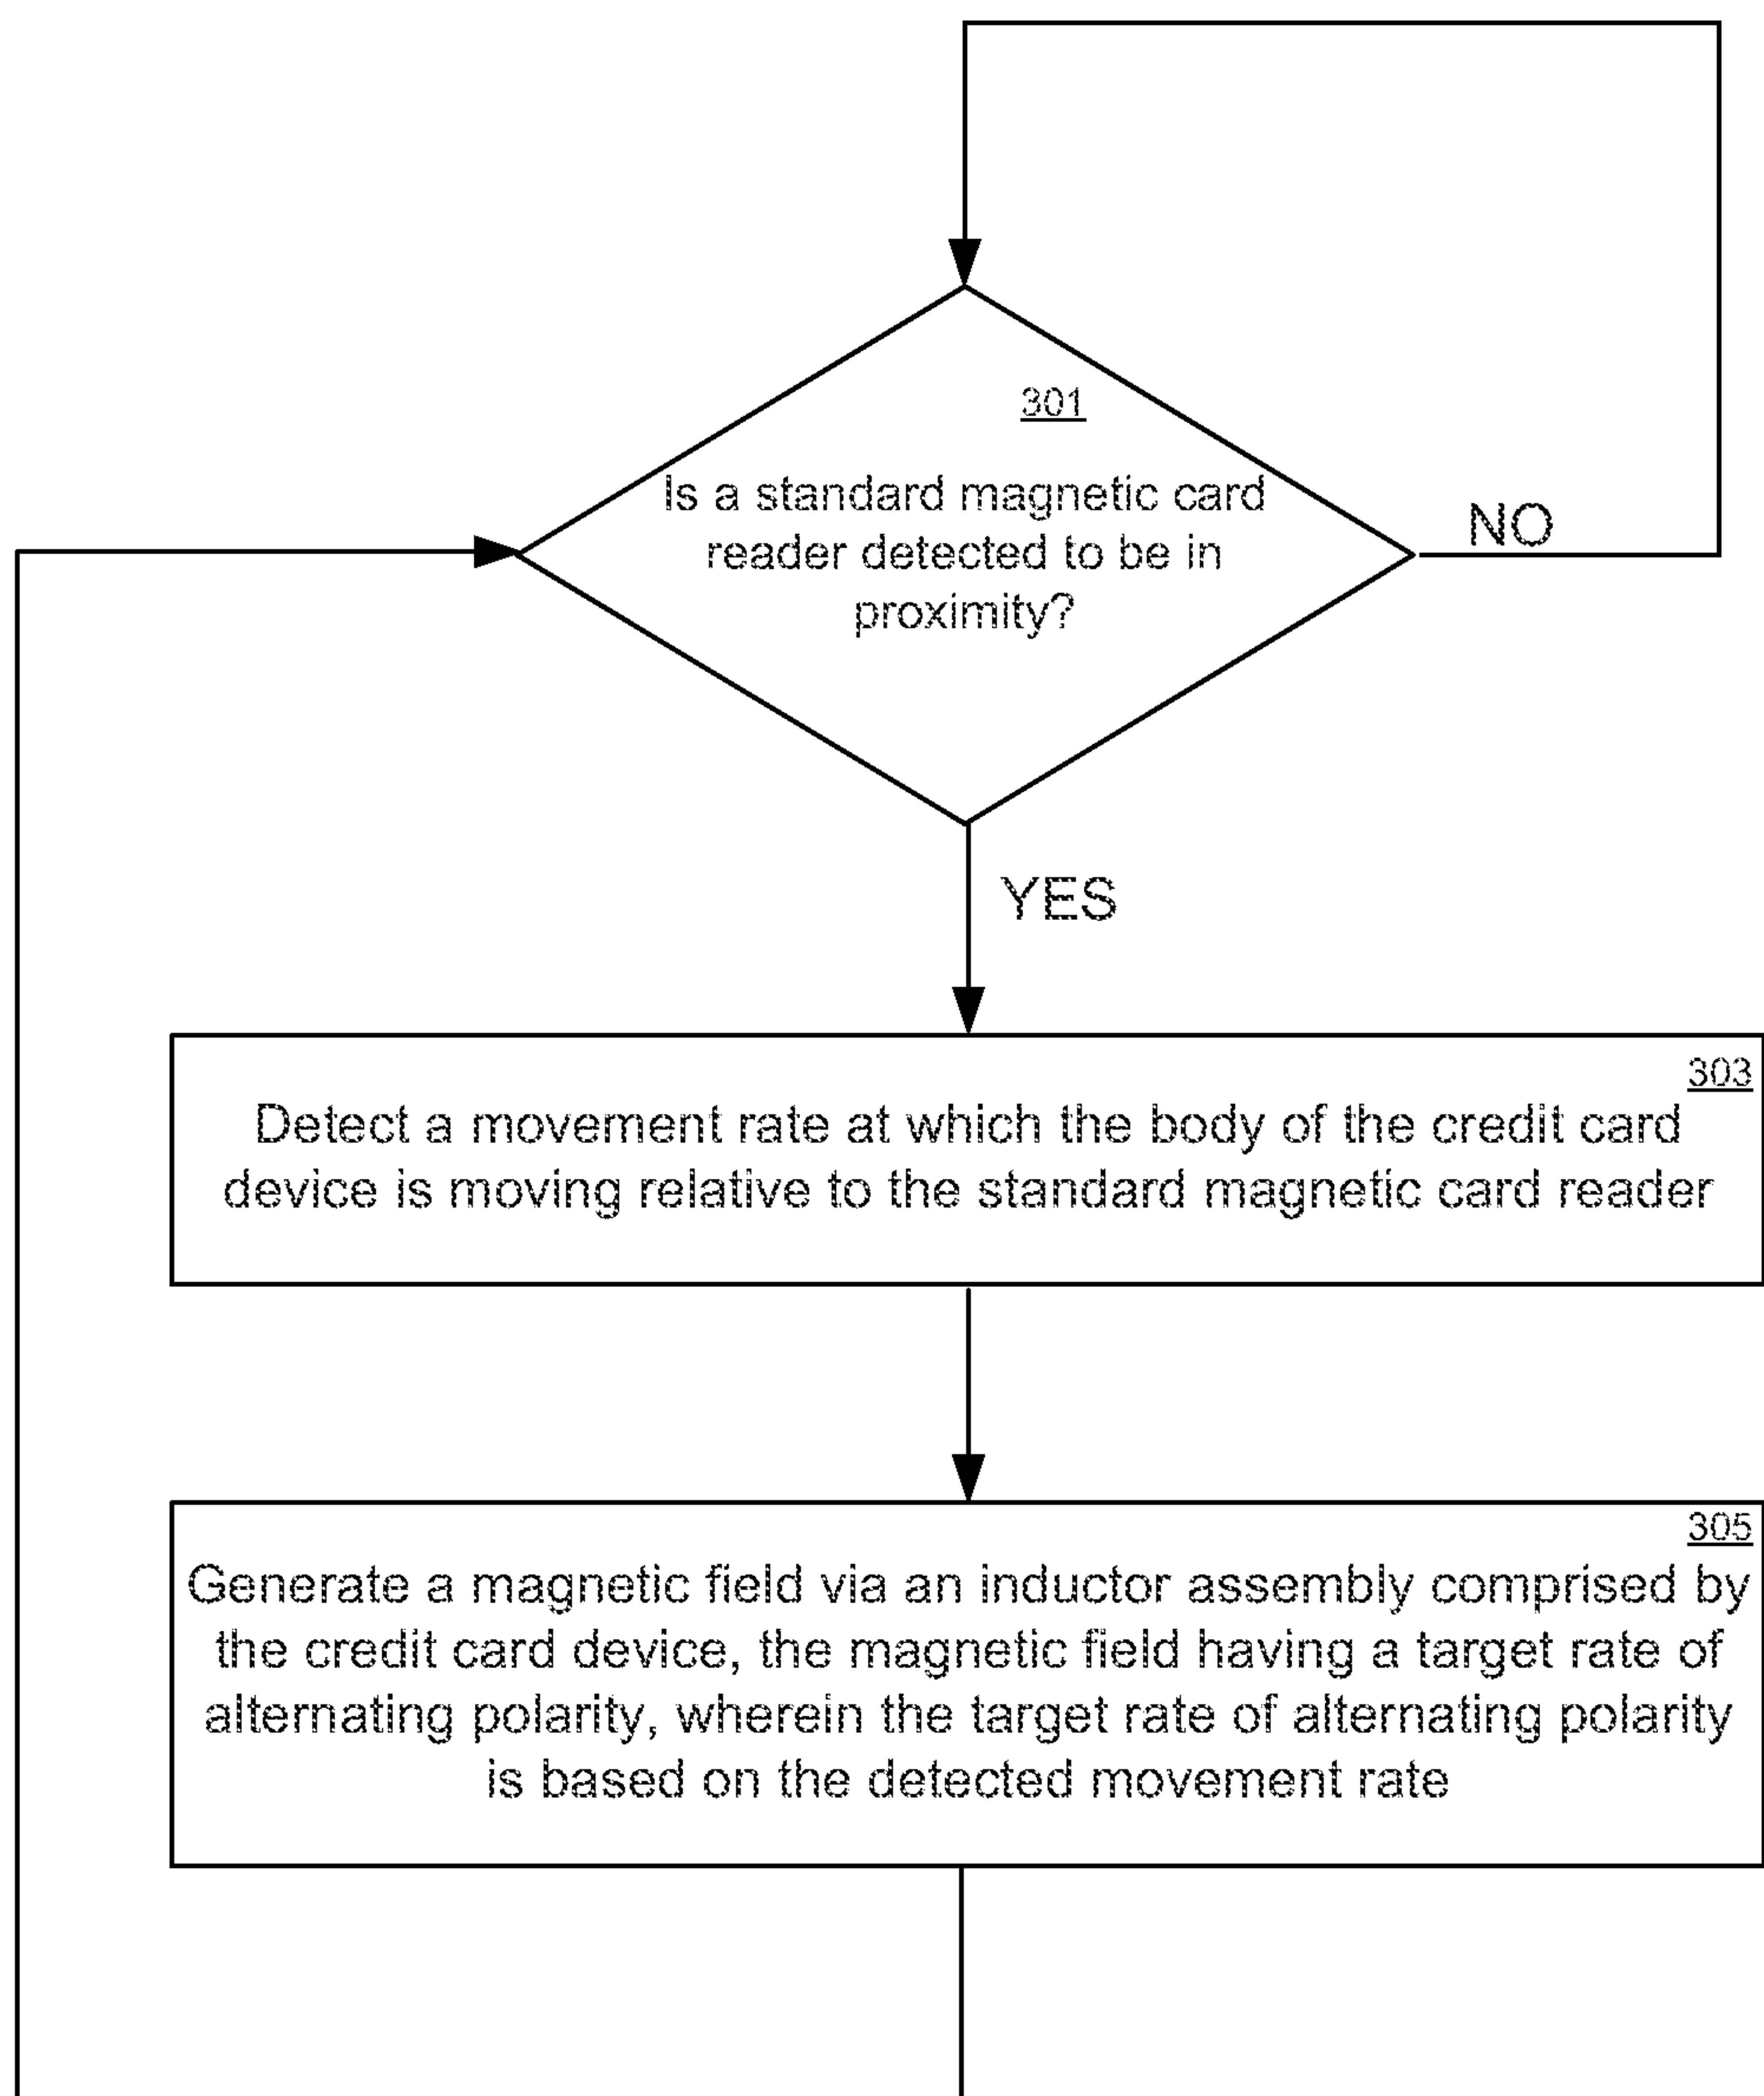 301
Is a standard magnetic card
reader detected to be in
proximity?
NO
YES
303
Detect a movement rate at which the body of the credit card
device is moving relative to the standard magnetic card reader
305
Generate a magnetic field via an inductor assembly comprised by
the credit card device, the magnetic field having a target rate of
alternating polarity, wherein the target rate of alternating polarity
is based on the detected movement rate